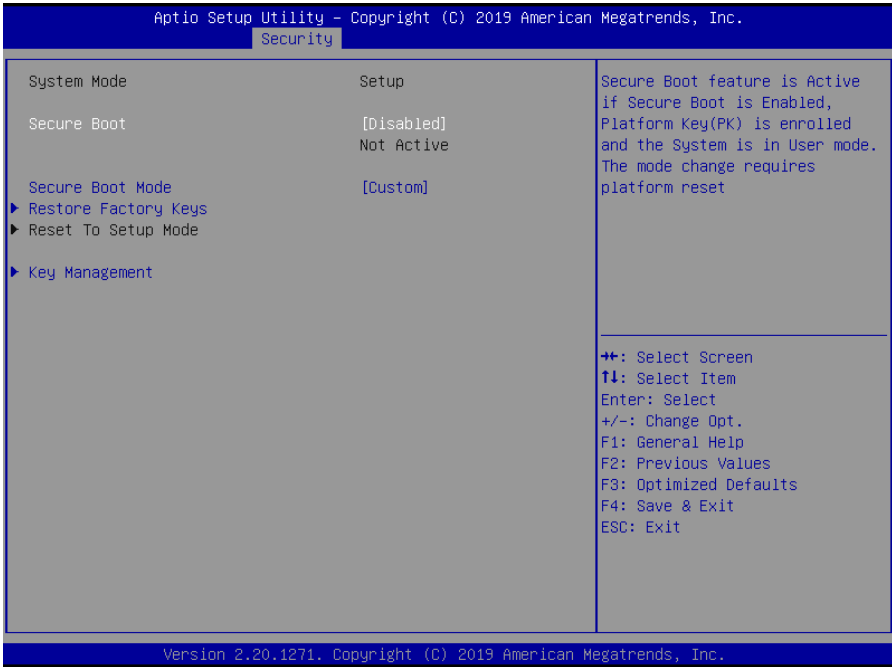 Aptio Setup Utility – Copyright (C) 2019 American Megatrends, Inc.
Security
System Mode Setup
Secure Boot [Disabled]
Not Active
Secure Boot Mode [Custom]
Restore Factory Keys
Reset To Setup Mode
Key Management
Secure Boot feature is Active
if Secure Boot is Enabled,
Platform Key(PK) is enrolled
and the System is in User mode.
The mode change requires
platform reset
→←: Select Screen
↑↓: Select Item
Enter: Select
+/-: Change Opt.
F1: General Help
F2: Previous Values
F3: Optimized Defaults
F4: Save & Exit
ESC: Exit
Version 2.20.1271. Copyright (C) 2019 American Megatrends, Inc.